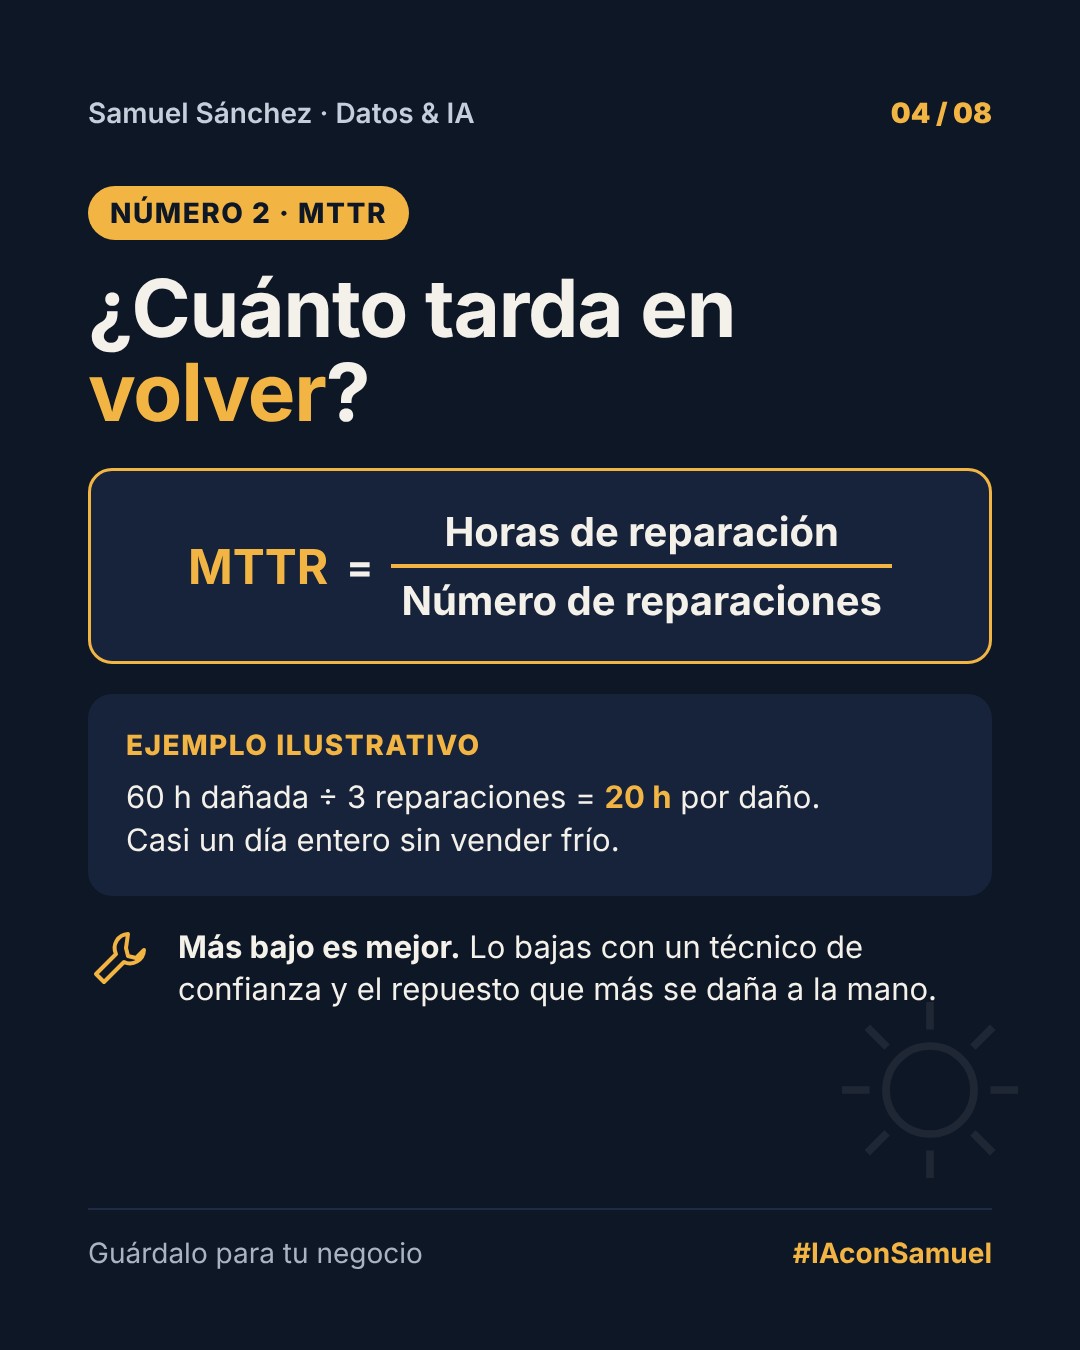 Samuel Sánchez · Datos & IA
04 / 08
NÚMERO 2 · MTTR
¿Cuánto tarda en
volver?
Horas de reparación
MTTR =
Número de reparaciones
EJEMPLO ILUSTRATIVO
60 h dañada ÷ 3 reparaciones = 20 h por daño.
Casi un día entero sin vender frío.
Más bajo es mejor. Lo bajas con un técnico de
confianza y el repuesto que más se daña a la mano.
Guárdalo para tu negocio
#IAconSamuel